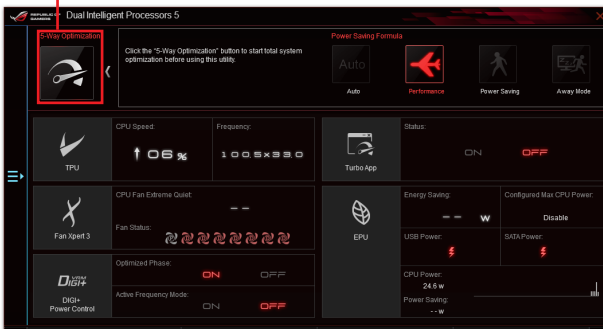 REPUBLIC OF GAMERS Dual Intelligent Processors 5
5-Way Optimization
Click the "5-Way Optimization" button to start total system
optimization before using this utility.
Power Saving Formula
Auto
Auto
Performance
Power Saving
Away Mode
TPU
CPU Speed:
06 %
Frequency:
100.5x33.0
Turbo App
Status:
ON OFF
Fan Xpert 3
CPU Fan Extreme Quiet:
--
Fan Status:
EPU
Energy Saving:
-- W
Configured Max CPU Power:
Disable
USB Power:
SATA Power:
CPU Power:
24.6 w
Power Saving:
-- w
DIGI+ VRM
DIGI+
Power Control
Optimized Phase:
ON OFF
Active Frequency Mode:
ON OFF